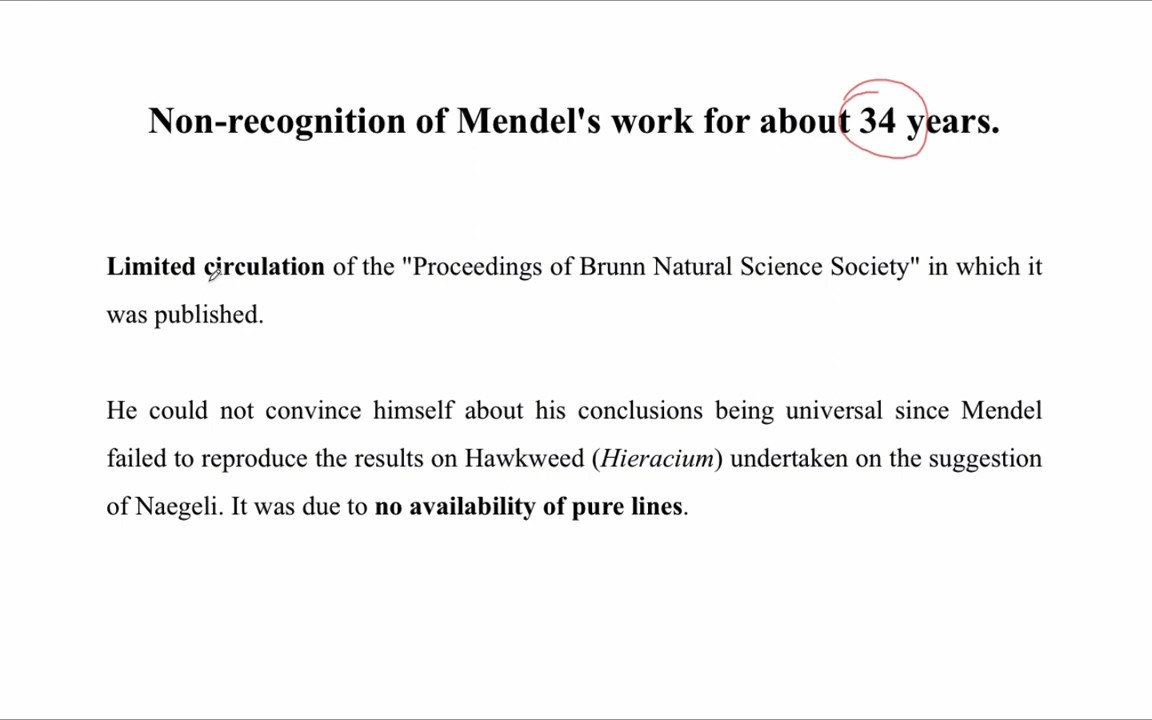 Non-recognition of Mendel's work for about 34 years.
Limited circulation of the "Proceedings of Brunn Natural Science Society" in which it
was published.
He could not convince himself about his conclusions being universal since Mendel
failed to reproduce the results on Hawkweed (Hieracium) undertaken on the suggestion
of Naegeli. It was due to no availability of pure lines.